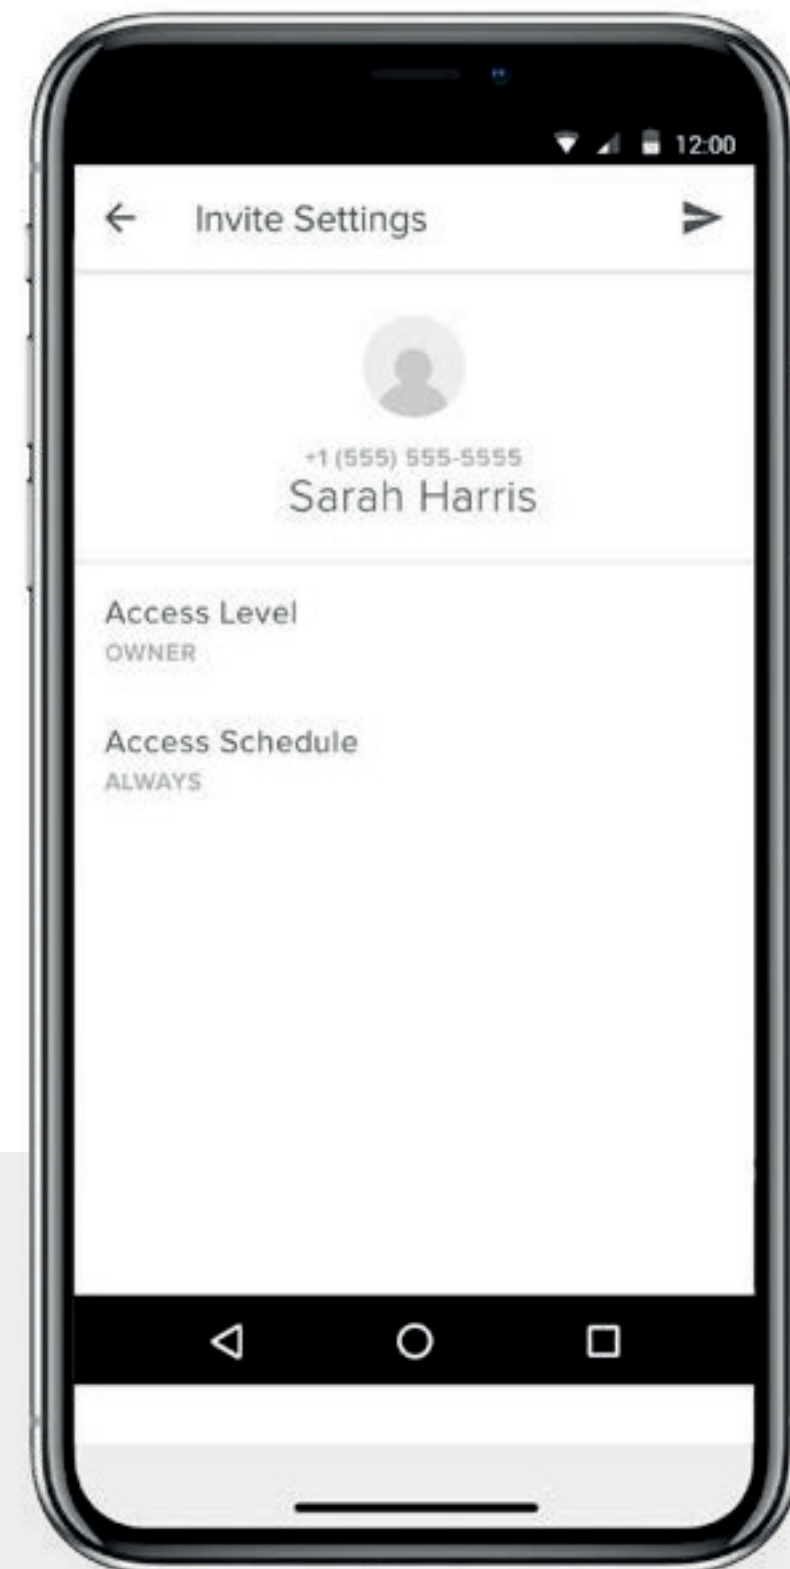 12:00
Invite Settings
+1 (555) 555-5555
Sarah Harris
Access Level
OWNER
Access Schedule
ALWAYS